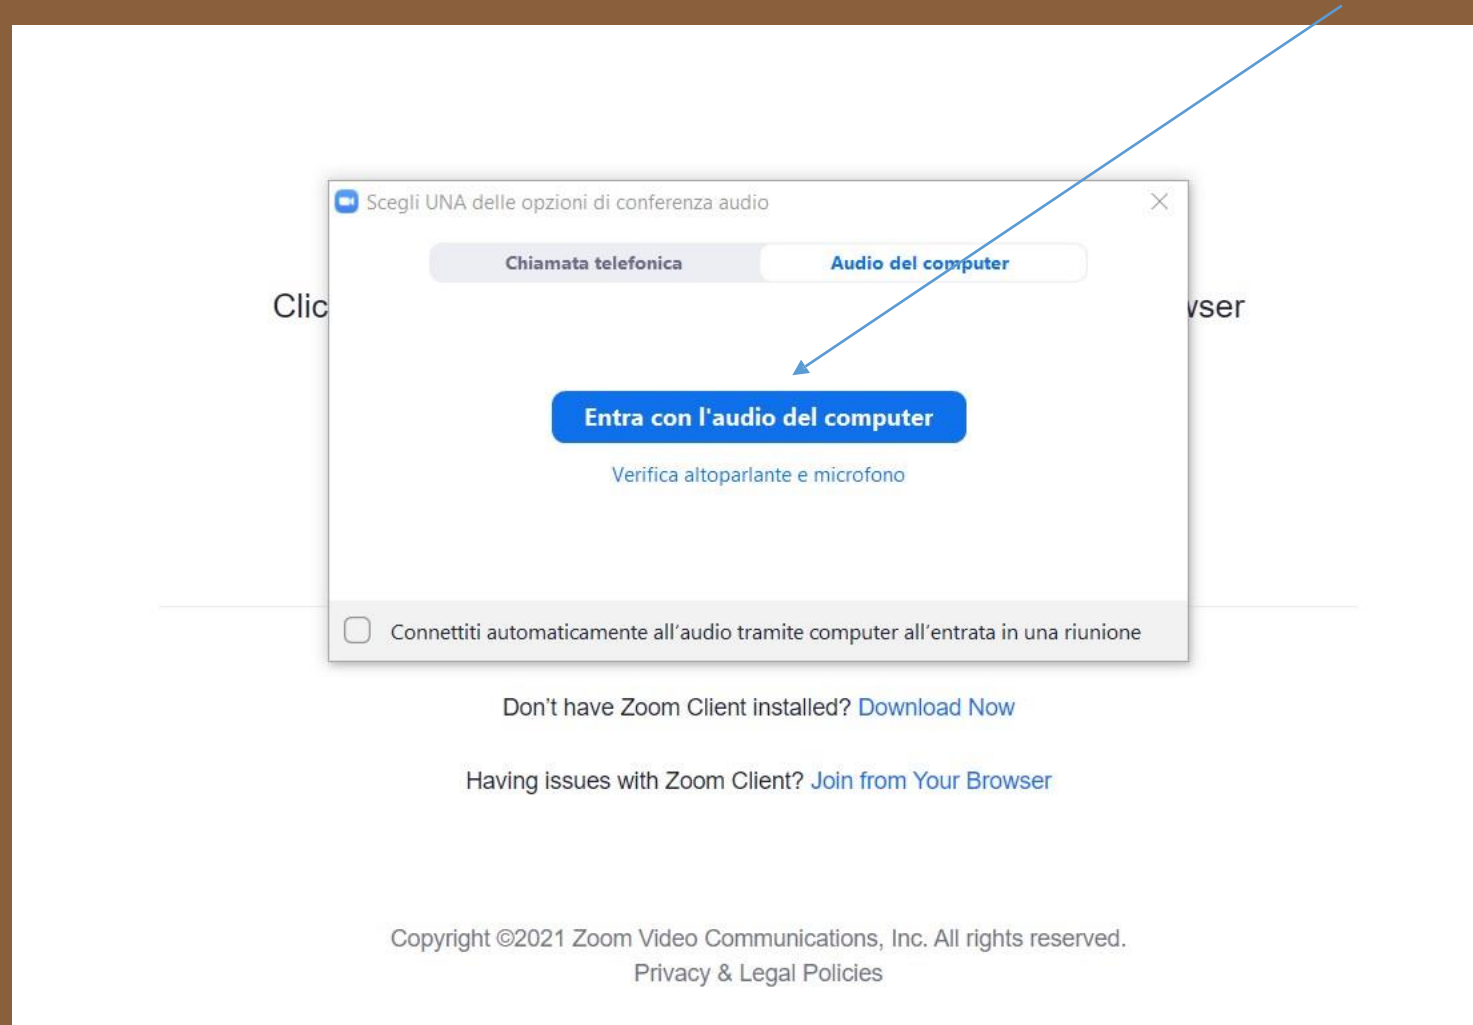 Scegli UNA delle opzioni di conferenza audio
Chiamata telefonica
Audio del computer
Clic
wser
Entra con l'audio del computer
Verifica altoparlante e microfono
Connettiti automaticamente all'audio tramite computer all'entrata in una riunione
Don't have Zoom Client installed? Download Now
Having issues with Zoom Client? Join from Your Browser
Copyright ©2021 Zoom Video Communications, Inc. All rights reserved.
Privacy & Legal Policies